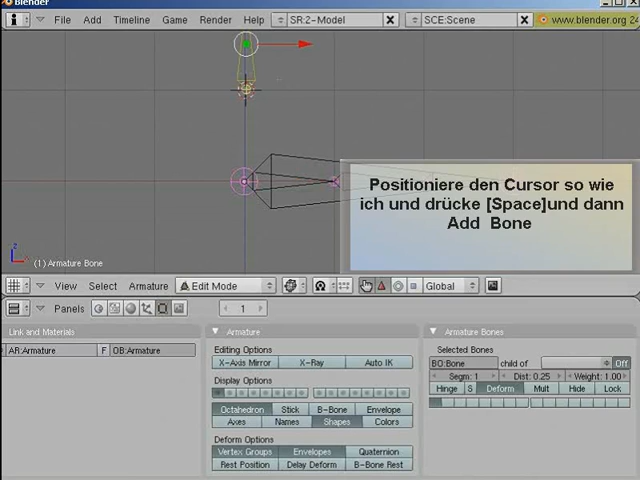 Blender
File Add Timeline Game Render Help SR:2-Model SCE:Scene www.blender.org 24
Positioniere den Cursor so wie
ich und drücke [Space]und dann
Add Bone
z
(1) Armature Bone
View Select Armature Edit Mode Global
Panels 1
Link and Materials Armature Armature Bones
AR:Armature F OB:Armature
Editing Options
X-Axis Mirror X-Ray Auto IK
Display Options
Octahedron Stick B-Bone Envelope
Axes Names Shapes Colors
Deform Options
Vertex Groups Envelopes Quaternion
Rest Position Delay Deform B-Bone Rest
Selected Bones
BO:Bone child of Off
Segm: 1 Dist: 0.25 Weight: 1.00
Hinge S Deform Mult Hide Lock